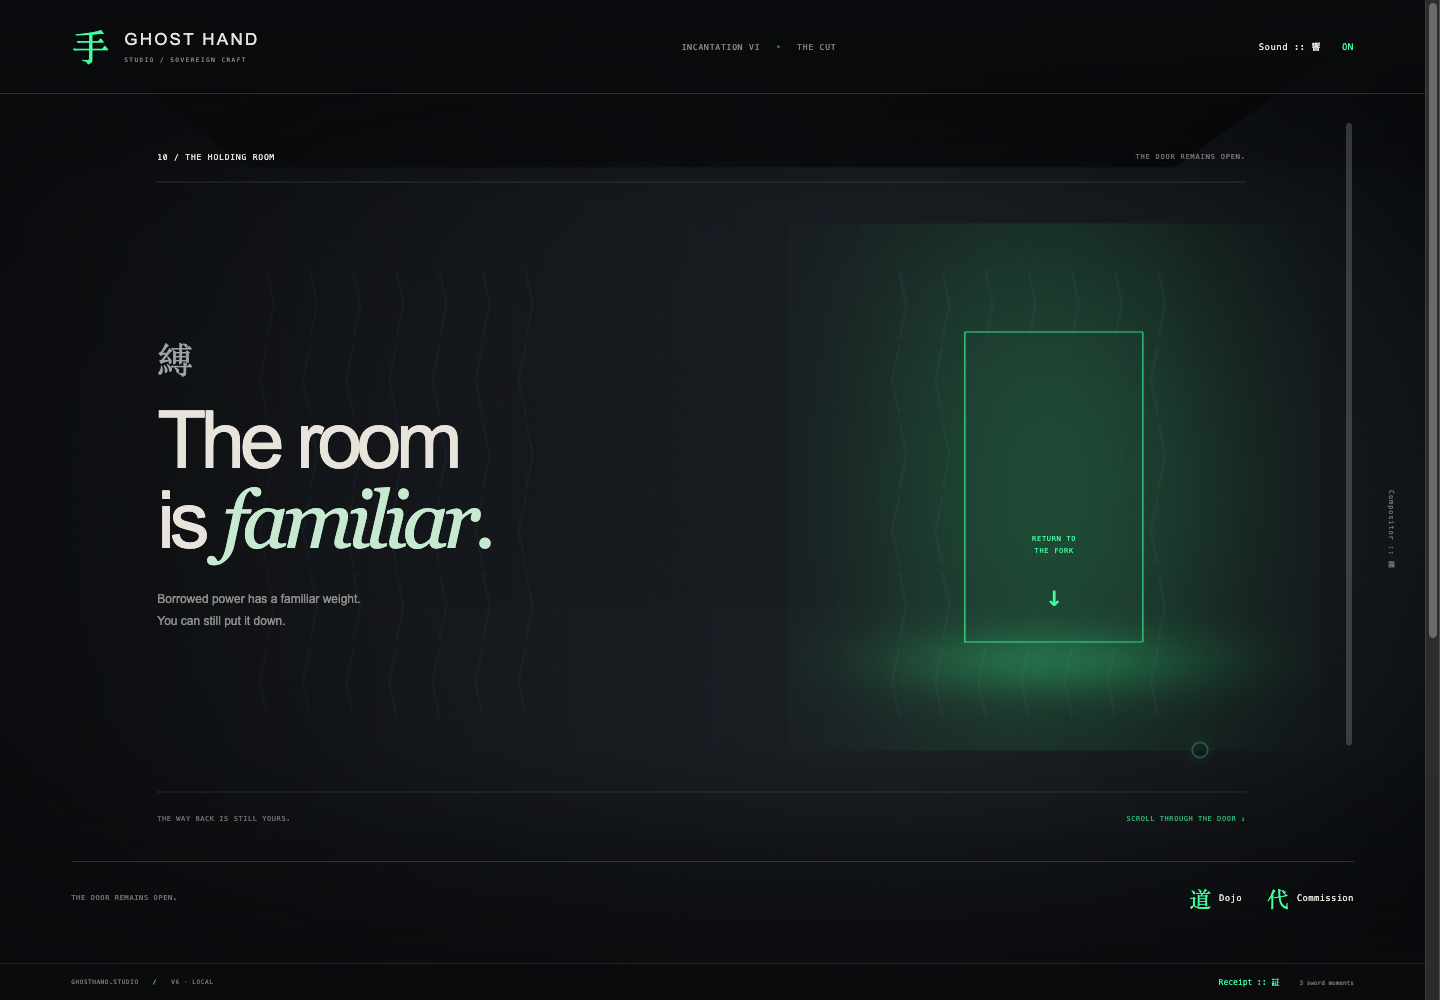 手 GHOST HAND
STUDIO / SOVEREIGN CRAFT
INCANTATION VI • THE CUT
Sound :: 響 ON
10 / THE HOLDING ROOM
THE DOOR REMAINS OPEN.
縛
The room
is familiar.
Borrowed power has a familiar weight.
You can still put it down.
RETURN TO
THE FORK
↓
Compositor ::
THE WAY BACK IS STILL YOURS.
SCROLL THROUGH THE DOOR ↓
THE DOOR REMAINS OPEN.
道 Dojo
代 Commission
GHOSTHAND.STUDIO / V6 · LOCAL
Receipt :: 証
3 sword moments